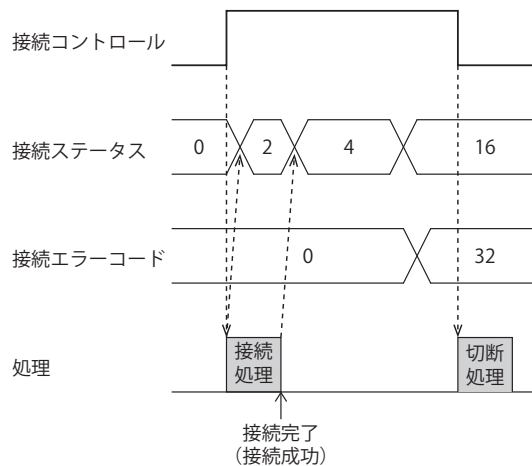 接続コントロール
接続ステータス
0
2
4
16
接続エラーコード
0
32
処理
接続
処理
切断
処理
接続完了
（接続成功）